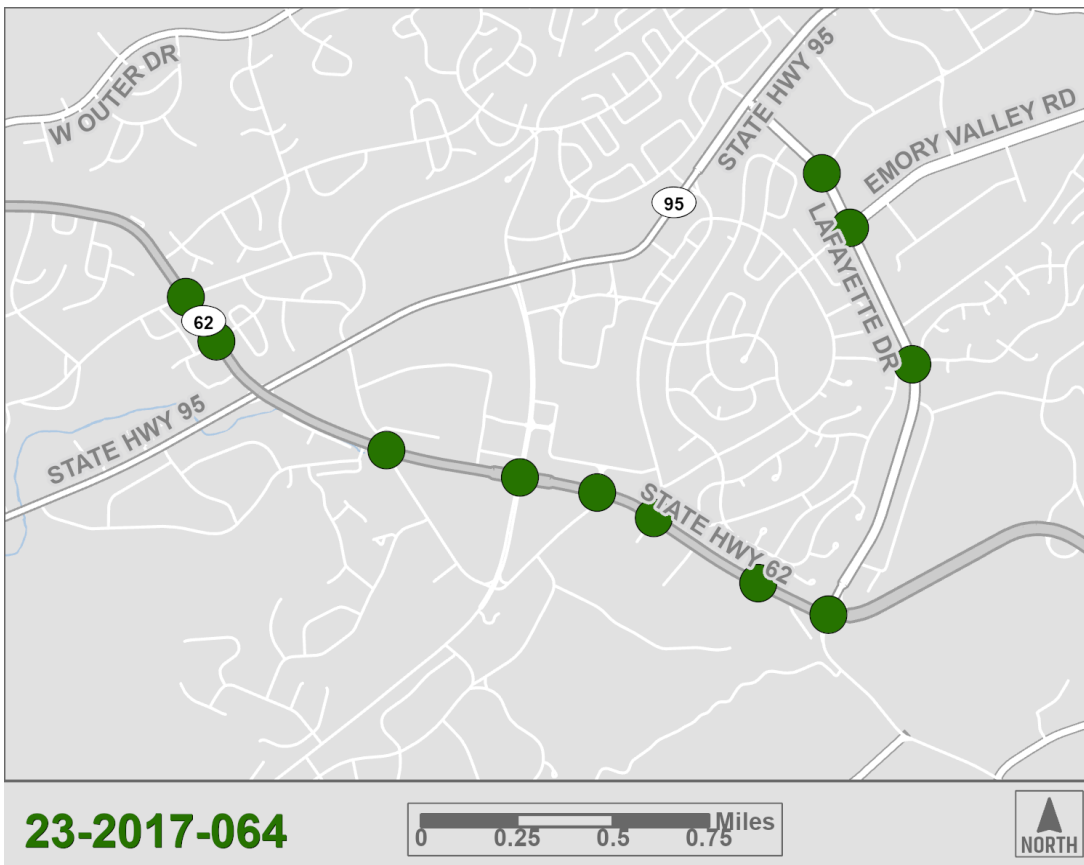 W OUTER DR
STATE HWY 95
EMORY VALLEY RD
95
LAFAYETTE DR
62
STATE HWY 95
STATE HWY 62
23-2017-064
0 0.25 0.5 0.75 Miles
NORTH